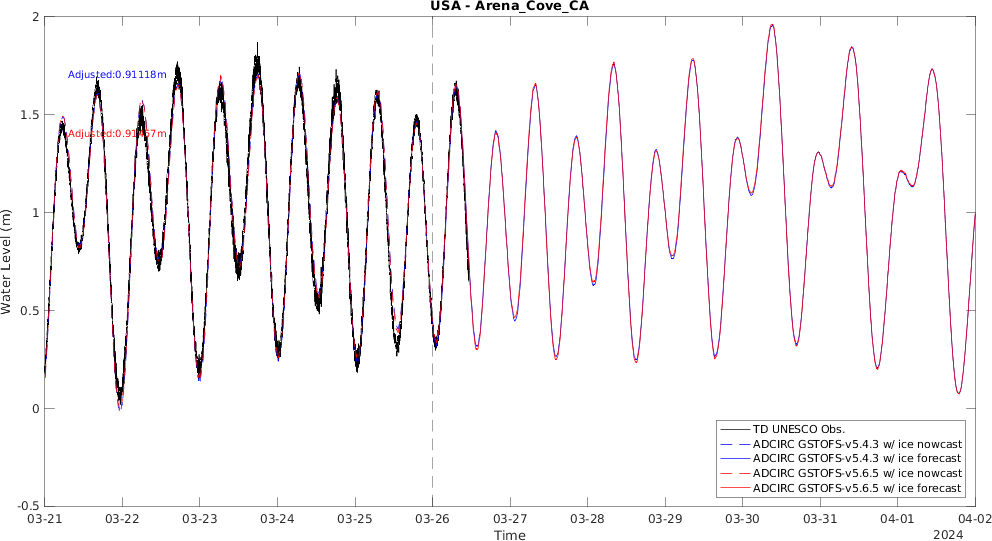 USA - Arena_Cove_CA
2
1.5
1
0.5
0
-0.5
Water Level (m)
Adjusted:0.91118m
TD UNESCO Obs.
ADCIRC GSTOFS-v5.4.3 w/ ice nowcast
ADCIRC GSTOFS-v5.4.3 w/ ice forecast
ADCIRC GSTOFS-v5.6.5 w/ ice nowcast
ADCIRC GSTOFS-v5.6.5 w/ ice forecast
03-21 03-22 03-23 03-24 03-25 03-26 03-27 03-28 03-29 03-30 03-31 04-01 04-02
Time
2024